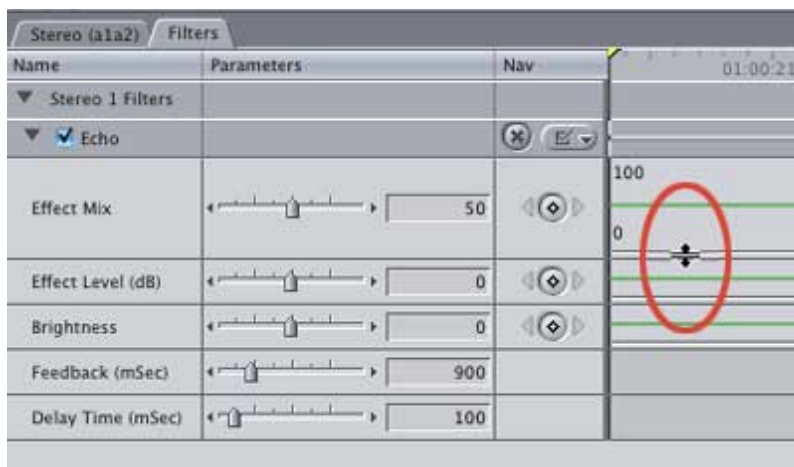 Stereo (a1a2) Filters
Name Parameters Nav 01:00:21
Stereo 1 Filters
Echo
100
Effect Mix 50
0
Effect Level (dB) 0
Brightness 0
Feedback (mSec) 900
Delay Time (mSec) 100